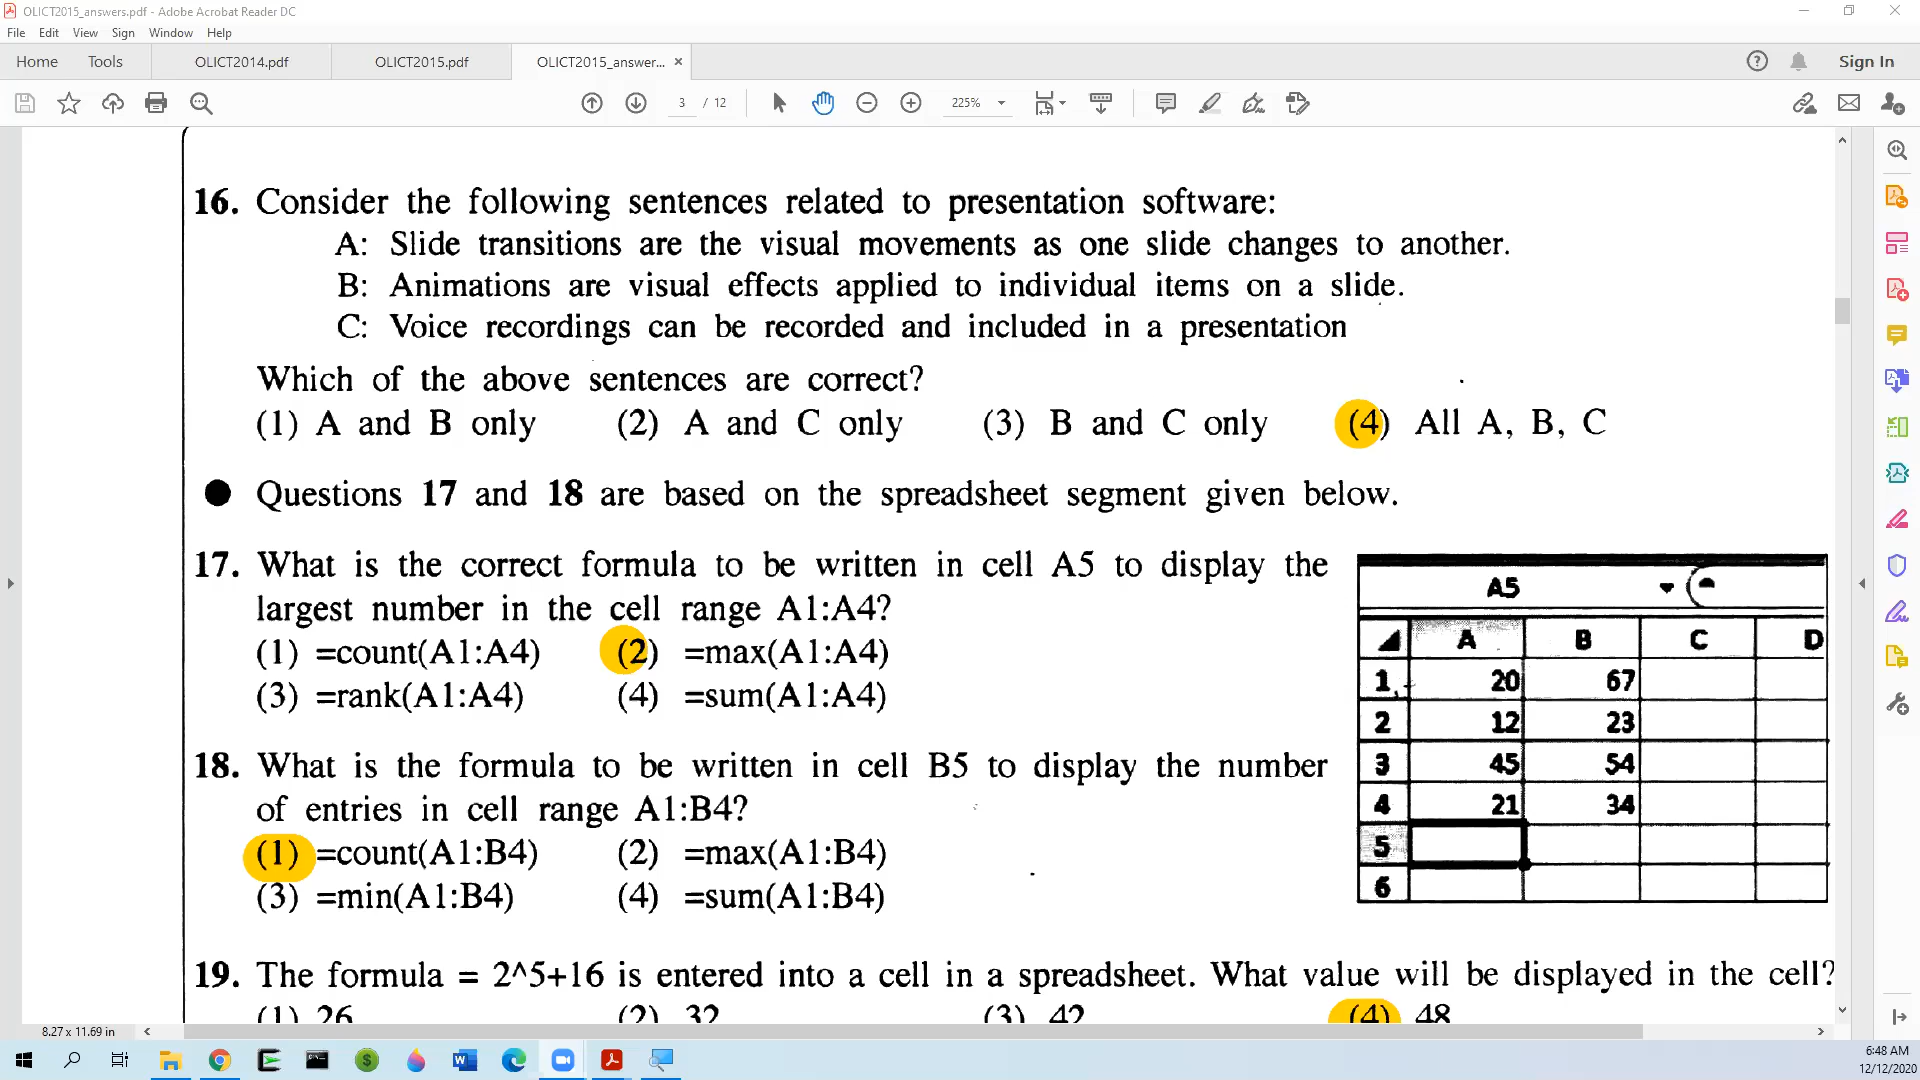 OLICT2015_answers.pdf - Adobe Acrobat Reader DC
File Edit View Sign Window Help
Home Tools OLICT2014.pdf OLICT2015.pdf OLICT2015_answer... × Sign In
3 / 12 225%
16. Consider the following sentences related to presentation software:
A: Slide transitions are the visual movements as one slide changes to another.
B: Animations are visual effects applied to individual items on a slide.
C: Voice recordings can be recorded and included in a presentation
Which of the above sentences are correct?
(1) A and B only (2) A and C only (3) B and C only (4) All A, B, C
● Questions 17 and 18 are based on the spreadsheet segment given below.
17. What is the correct formula to be written in cell A5 to display the
largest number in the cell range A1:A4?
(1) =count(A1:A4) (2) =max(A1:A4)
(3) =rank(A1:A4) (4) =sum(A1:A4)
A5
A B C D
1 20 67
2 12 23
3 45 54
4 21 34
5
6
18. What is the formula to be written in cell B5 to display the number
of entries in cell range A1:B4?
(1) =count(A1:B4) (2) =max(A1:B4)
(3) =min(A1:B4) (4) =sum(A1:B4)
19. The formula = 2^5+16 is entered into a cell in a spreadsheet. What value will be displayed in the cell?
(1) 26 (2) 32 (3) 42 (4) 48
8.27 x 11.69 in
6:48 AM
12/12/2020